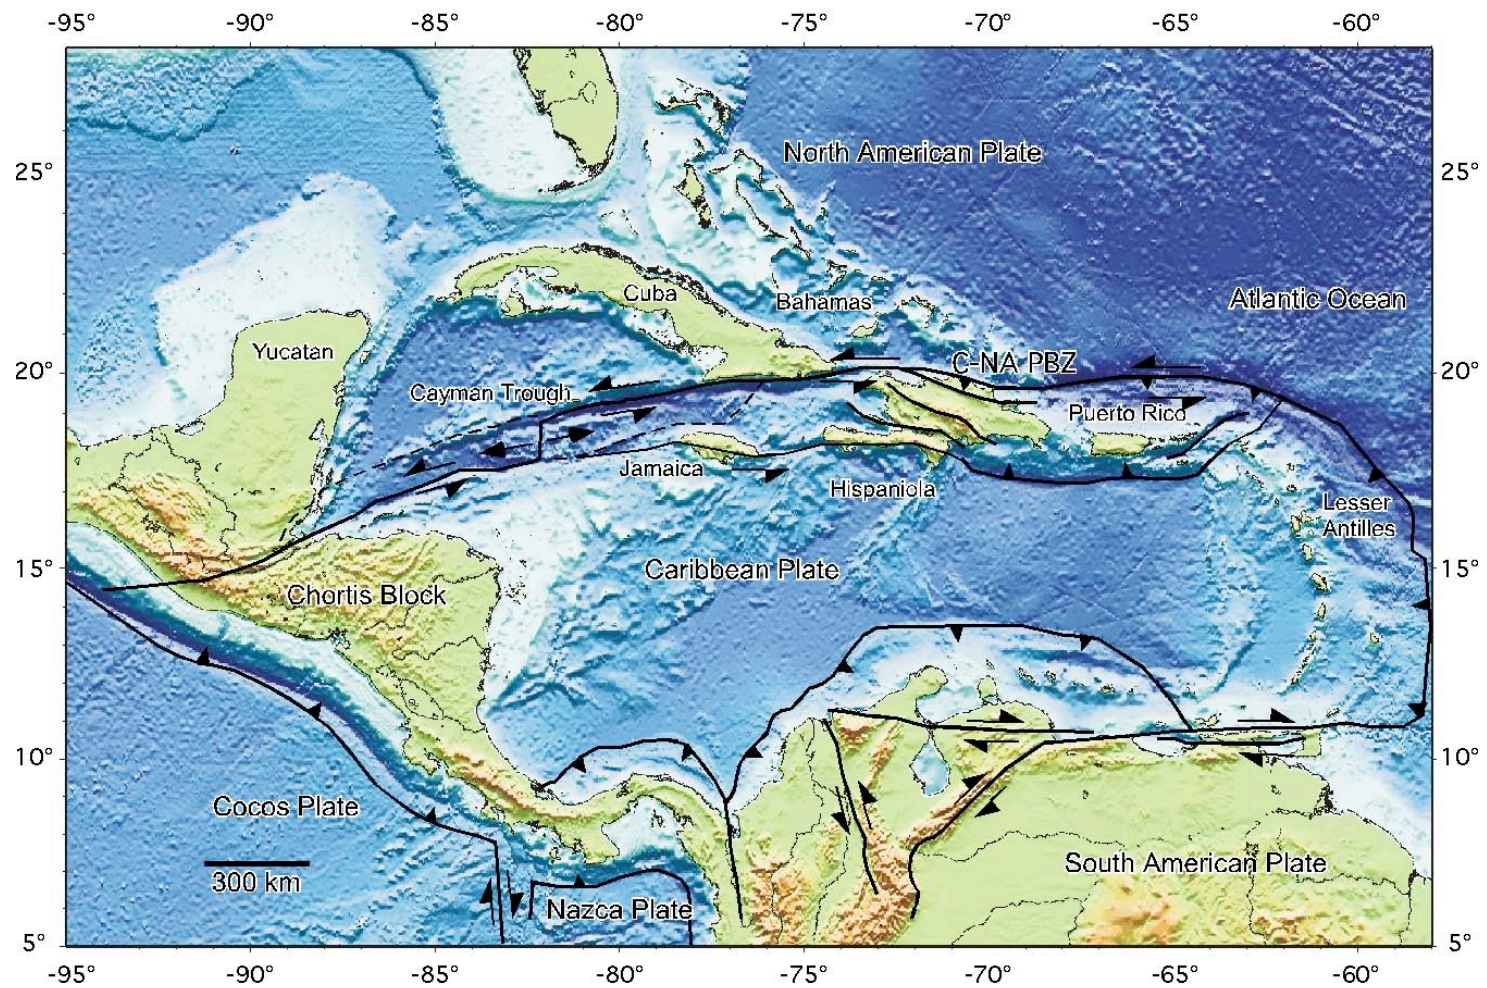 -95° -90° -85° -80° -75° -70° -65° -60°
North American Plate
25° 25°
Cuba
Bahamas
Atlantic Ocean
Yucatan
C-NA PBZ
20° 20°
Cayman Trough
Puerto Rico
Jamaica
Hispaniola
Lesser
Antilles
15° 15°
Caribbean Plate
Chortis Block
10° 10°
Cocos Plate
South American Plate
300 km
Nazca Plate
5° 5°
-95° -90° -85° -80° -75° -70° -65° -60°